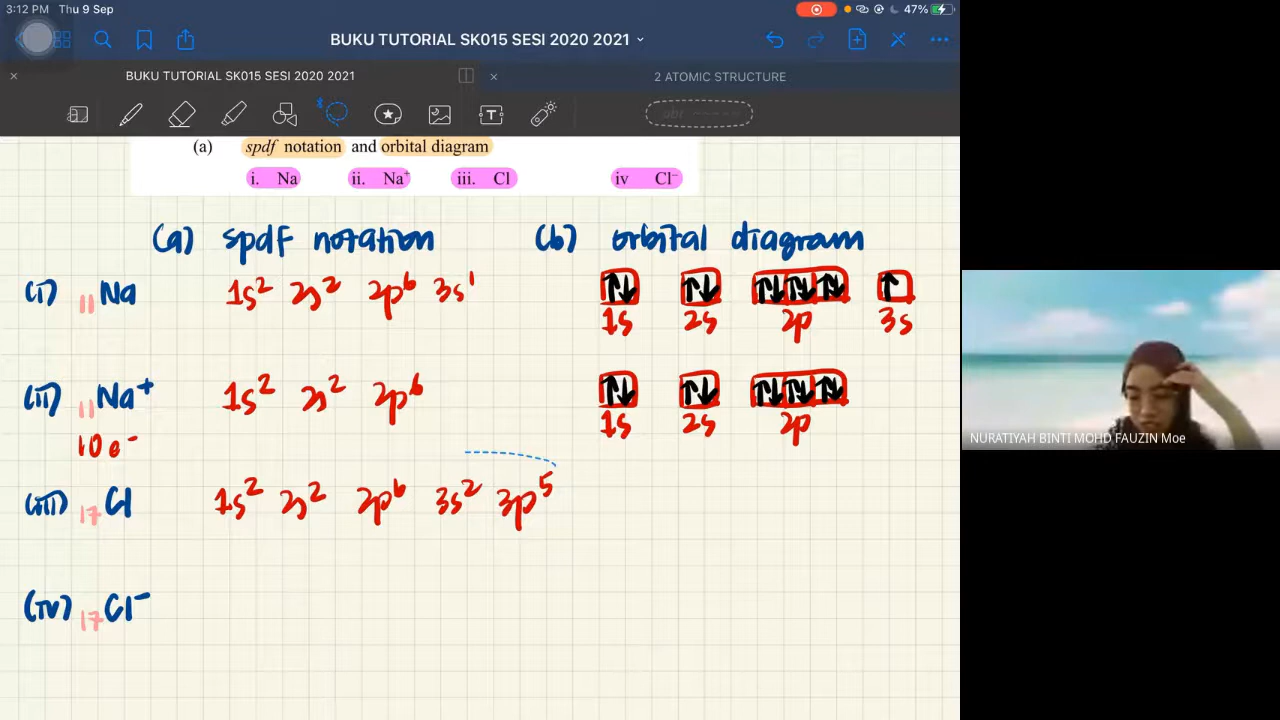 3:12 PM Thu 9 Sep 47%
BUKU TUTORIAL SK015 SESI 2020 2021
BUKU TUTORIAL SK015 SESI 2020 2021 2 ATOMIC STRUCTURE
(a) spdf notation and orbital diagram
i. Na ii. Na⁺ iii. Cl iv Cl⁻
(a) spdf notation (b) orbital diagram
(i) ₁₁Na 1s² 2s² 2p⁶ 3s¹ ↑↓ ↑↓ ↑↓↑↓↑↓ ↑
1s 2s 2p 3s
(ii) ₁₁Na⁺ 1s² 2s² 2p⁶ ↑↓ ↑↓ ↑↓↑↓↑↓
10e⁻ 1s 2s 2p
(iii) ₁₇Cl 1s² 2s² 2p⁶ 3s² 3p⁵
(iv) ₁₇Cl⁻
NURATIYAH BINTI MOHD FAUZIN Moe